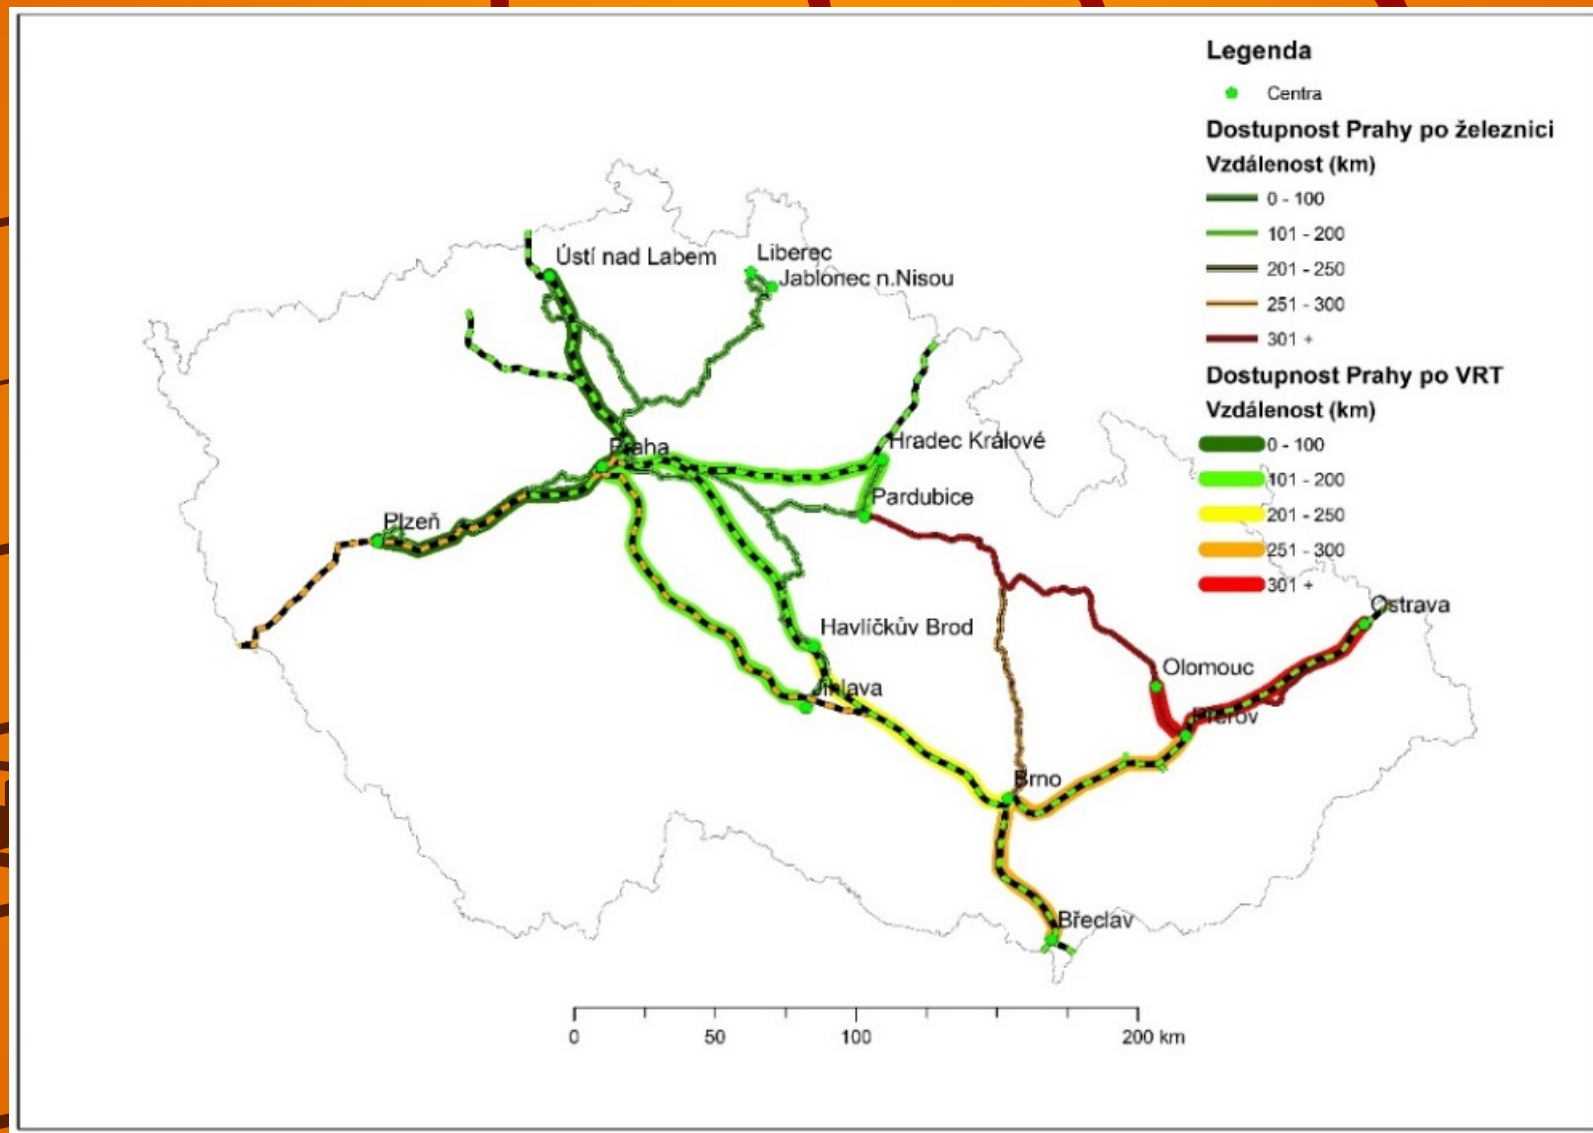 Legenda
Centra
Dostupnost Prahy po železnici
Vzdálenost (km)
0 - 100
101 - 200
201 - 250
251 - 300
301 +
Dostupnost Prahy po VRT
Vzdálenost (km)
0 - 100
101 - 200
201 - 250
251 - 300
301 +
Ústí nad Labem
Liberec
Jablonec n.Nisou
Praha
Hradec Králové
Pardubice
Plzeň
Havlíčkův Brod
Jihlava
Ostrava
Olomouc
Přerov
Brno
Břeclav
0 50 100 200 km